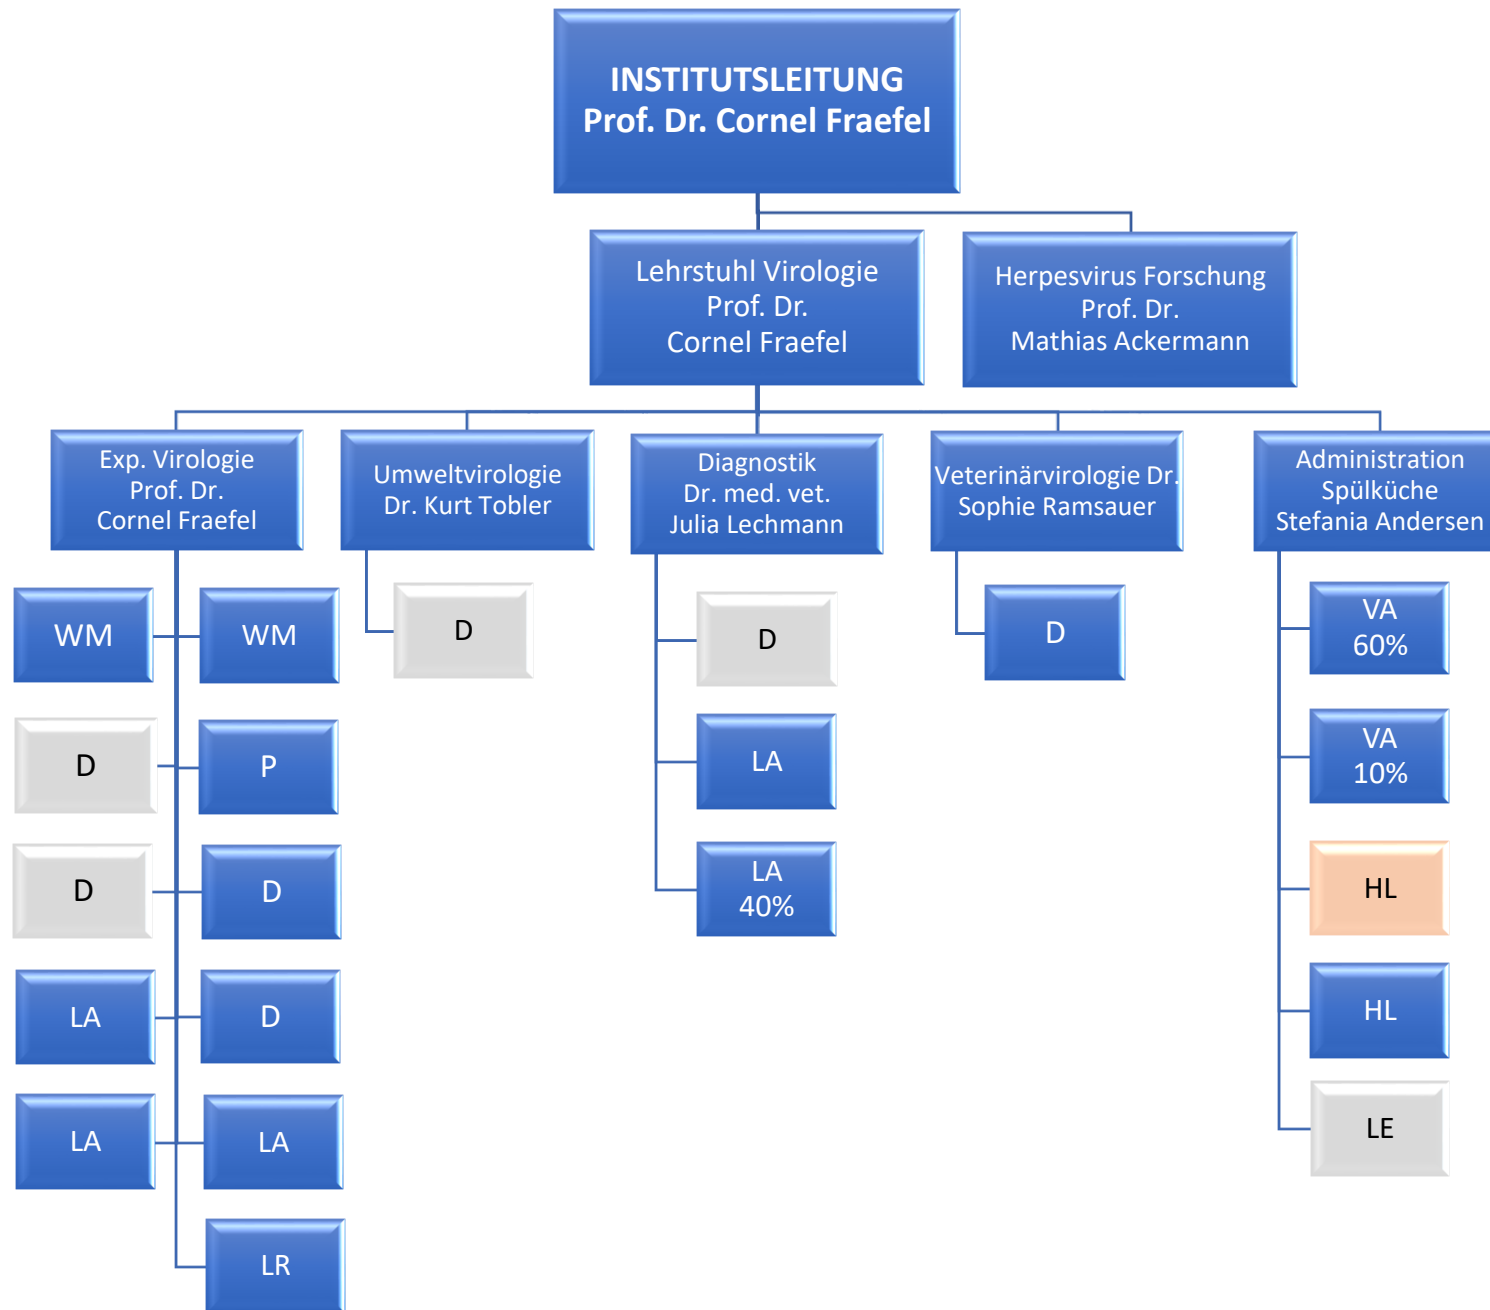 INSTITUTSLEITUNG
Prof. Dr. Cornel Fraefel
Lehrstuhl Virologie
Prof. Dr.
Cornel Fraefel
Herpesvirus Forschung
Prof. Dr.
Mathias Ackermann
Exp. Virologie
Prof. Dr.
Cornel Fraefel
Umweltvirologie
Dr. Kurt Tobler
Diagnostik
Dr. med. vet.
Julia Lechmann
Veterinärvirologie Dr.
Sophie Ramsauer
Administration
Spülküche
Stefania Andersen
WM
WM
D
P
D
D
LA
D
LA
LA
LR
D
D
LA
LA
40%
D
VA
60%
VA
10%
HL
HL
LE